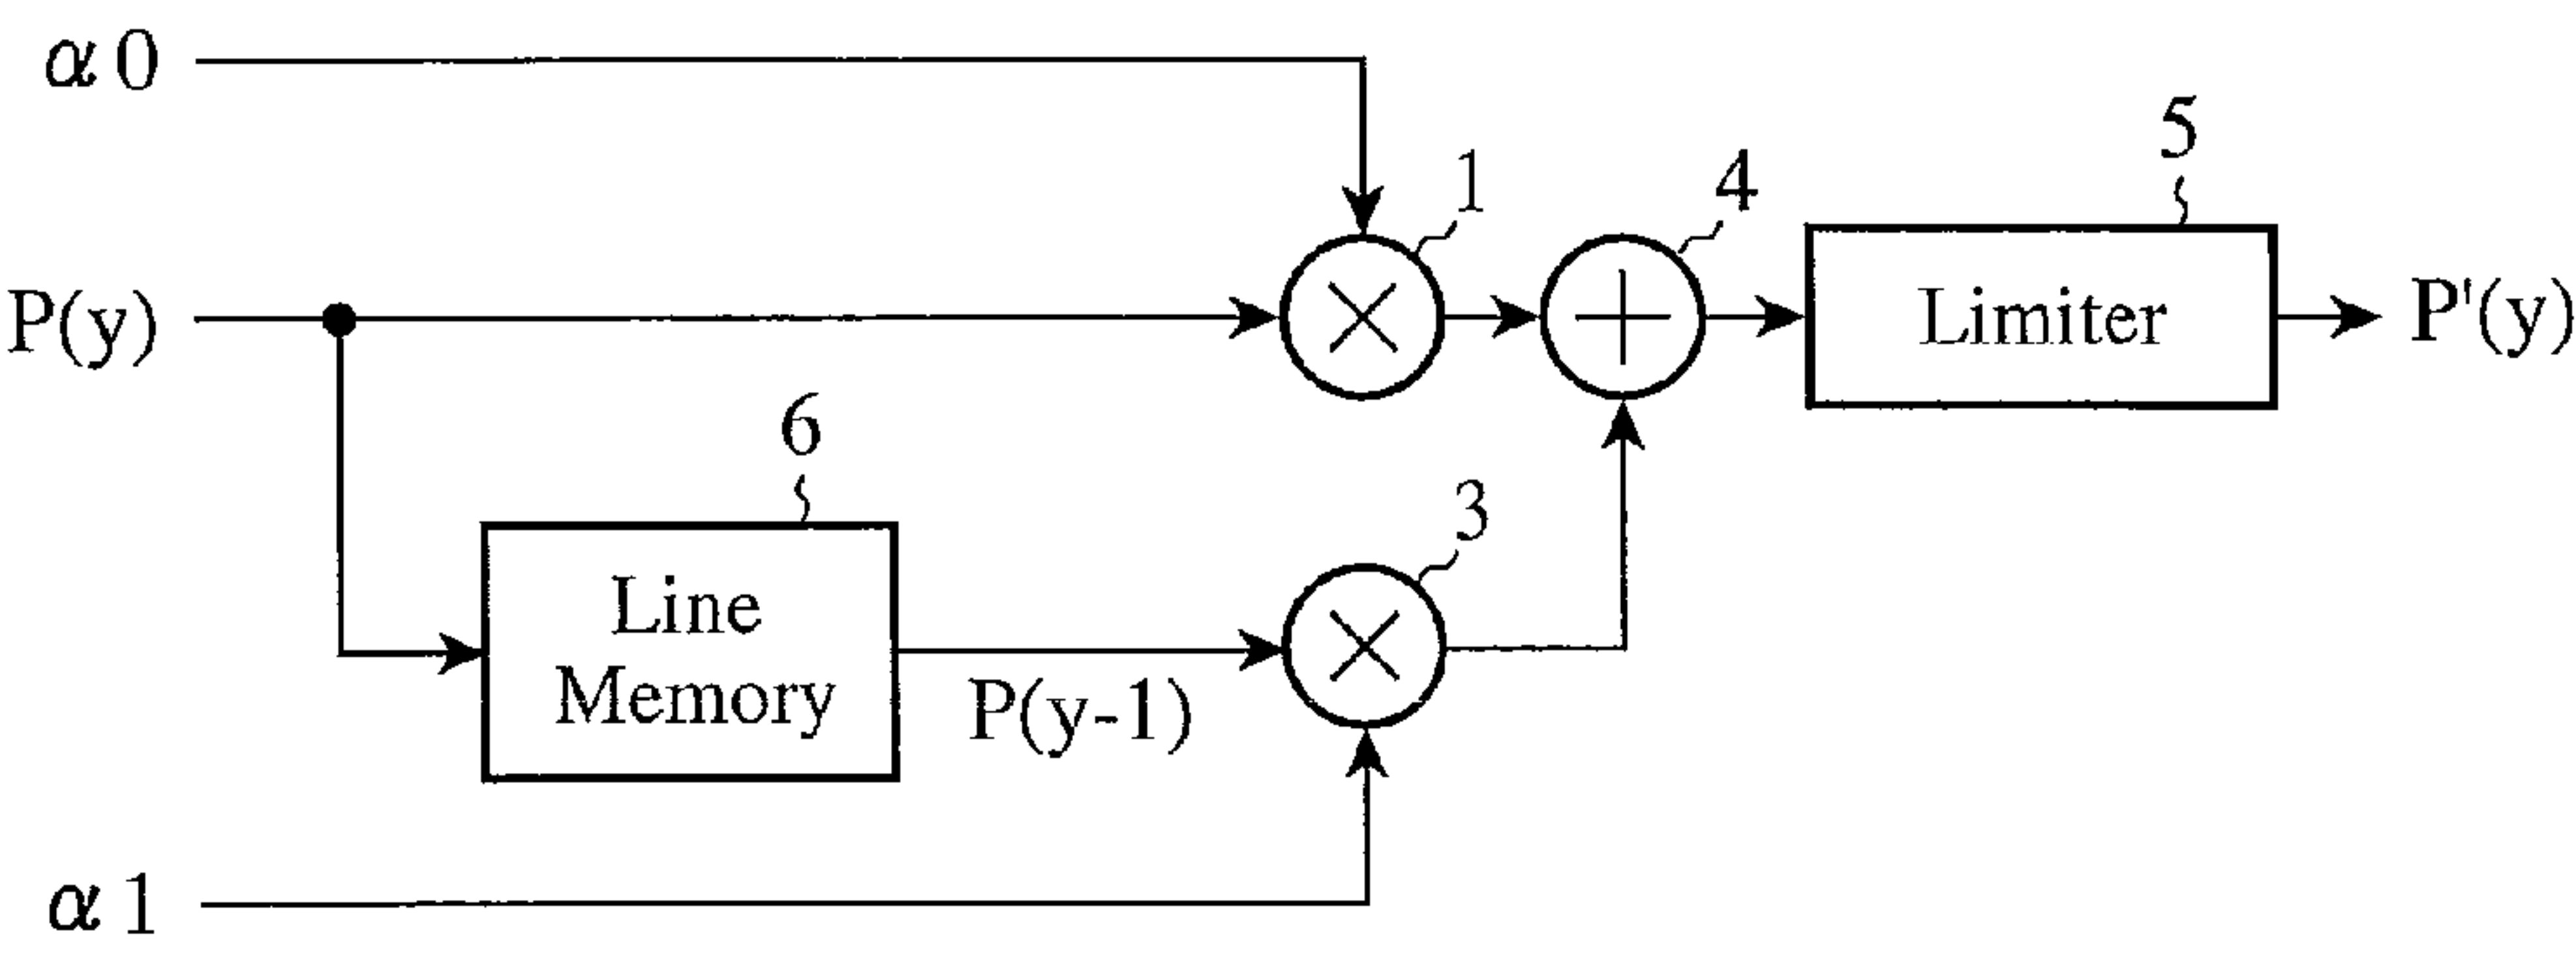 α0
5
1
4
P(y)
Limiter
P'(y)
6
3
Line
Memory
P(y-1)
α1